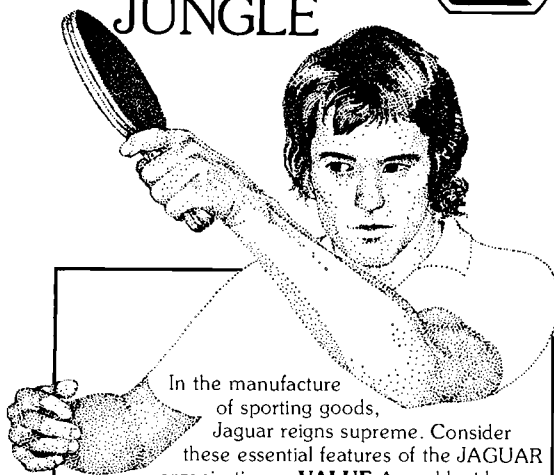 JUNGLE
In the manufacture
of sporting goods,
Jaguar reigns supreme. Consider
these essential features of the JAGUAR